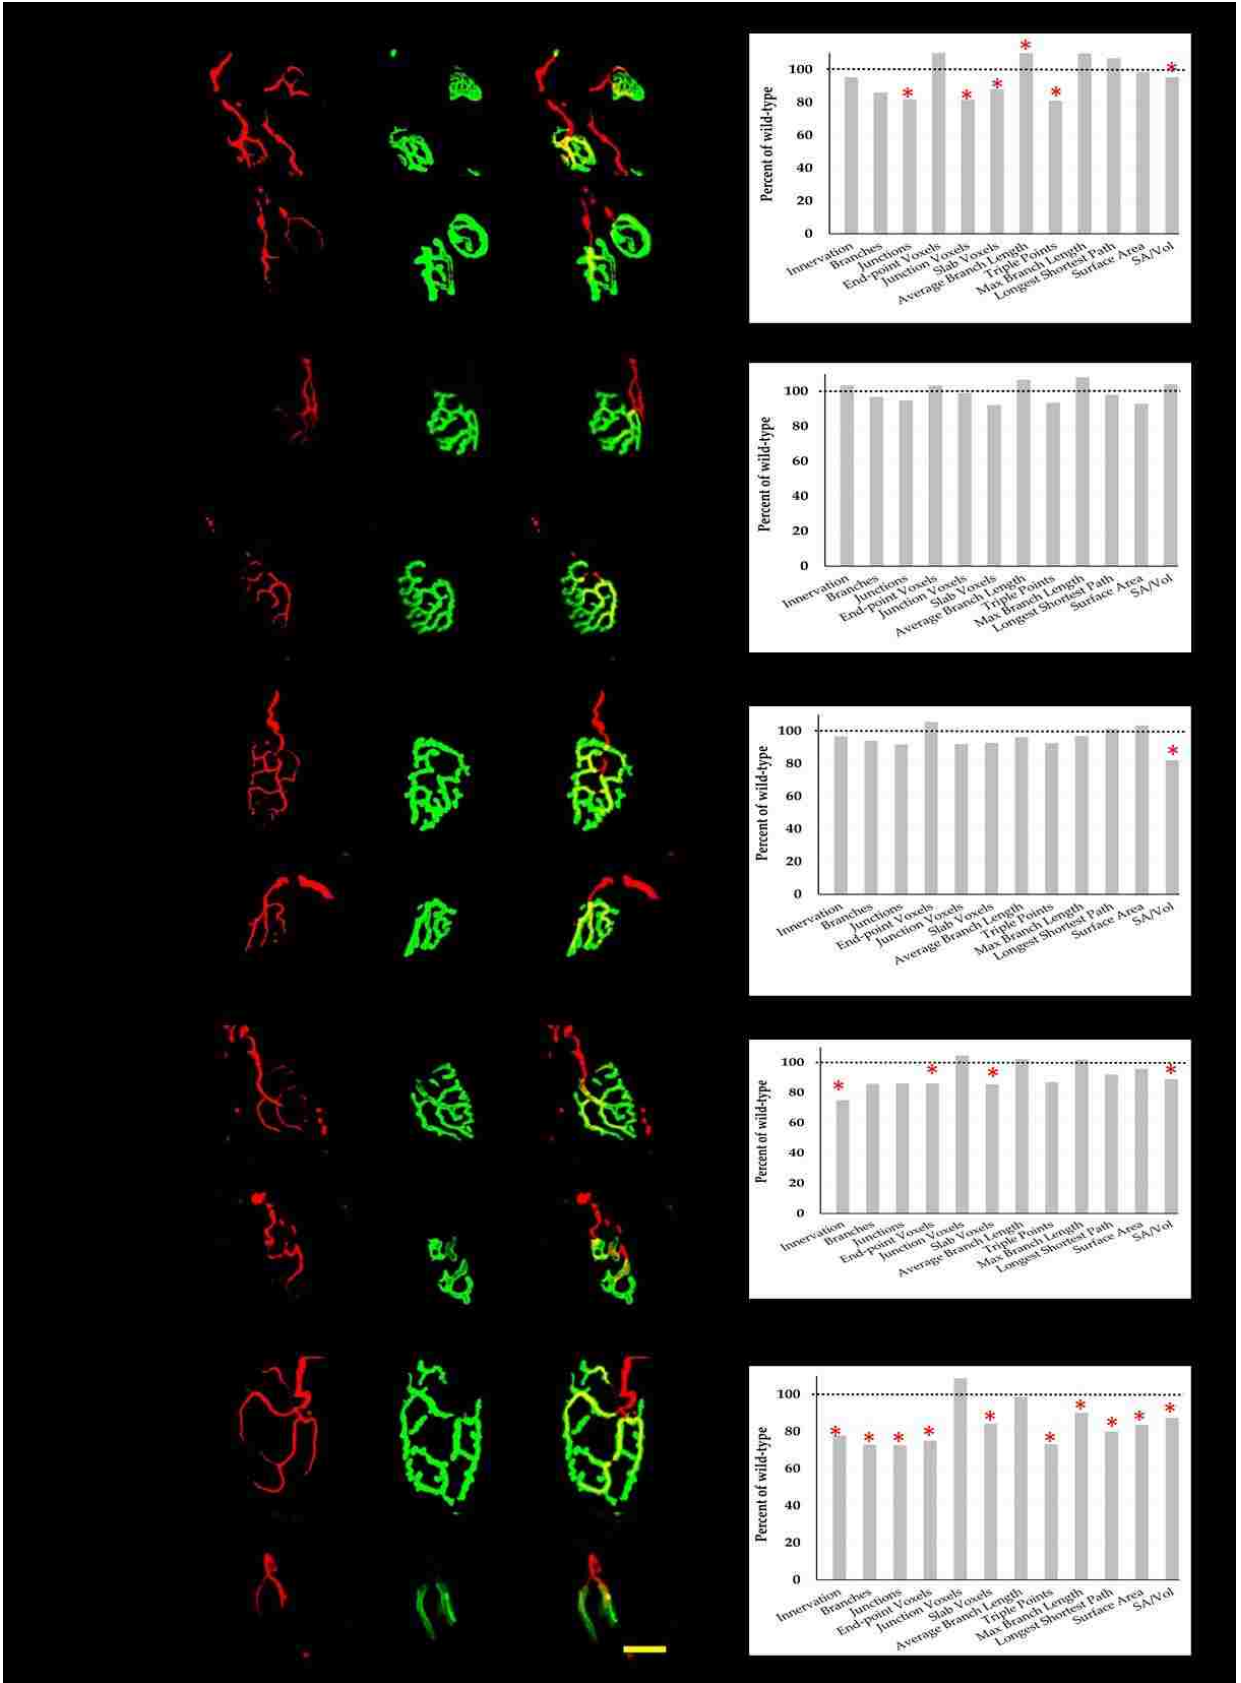 Percent of wild-type
100
80
60
40
20
0
Innervation
Branches
Junctions
End-point Voxels
Junction Voxels
Slab Voxels
Average Branch Length
Triple Points
Max Branch Length
Longest Shortest Path
Surface Area
SA/Vol
* * * * * * *
Percent of wild-type
100
80
60
40
20
0
Innervation
Branches
Junctions
End-point Voxels
Junction Voxels
Slab Voxels
Average Branch Length
Triple Points
Max Branch Length
Longest Shortest Path
Surface Area
SA/Vol
Percent of wild-type
100
80
60
40
20
0
Innervation
Branches
Junctions
End-point Voxels
Junction Voxels
Slab Voxels
Average Branch Length
Triple Points
Max Branch Length
Longest Shortest Path
Surface Area
SA/Vol
*
Percent of wild-type
100
80
60
40
20
0
Innervation
Branches
Junctions
End-point Voxels
Junction Voxels
Slab Voxels
Average Branch Length
Triple Points
Max Branch Length
Longest Shortest Path
Surface Area
SA/Vol
* * * *
Percent of wild-type
100
80
60
40
20
0
Innervation
Branches
Junctions
End-point Voxels
Junction Voxels
Slab Voxels
Average Branch Length
Triple Points
Max Branch Length
Longest Shortest Path
Surface Area
SA/Vol
* * * * * * * * * *